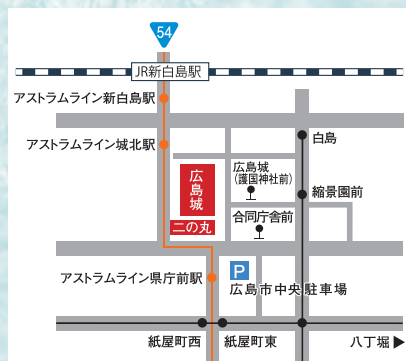 54
JR新白島駅
アストラムライン新白島駅
アストラムライン城北駅
白島
広島城
(護国神社前)
広島城
縮景園前
合同庁舎前
二の丸
アストラムライン県庁前駅
P
広島市中央駐車場
紙屋町西
紙屋町東
八丁堀▶